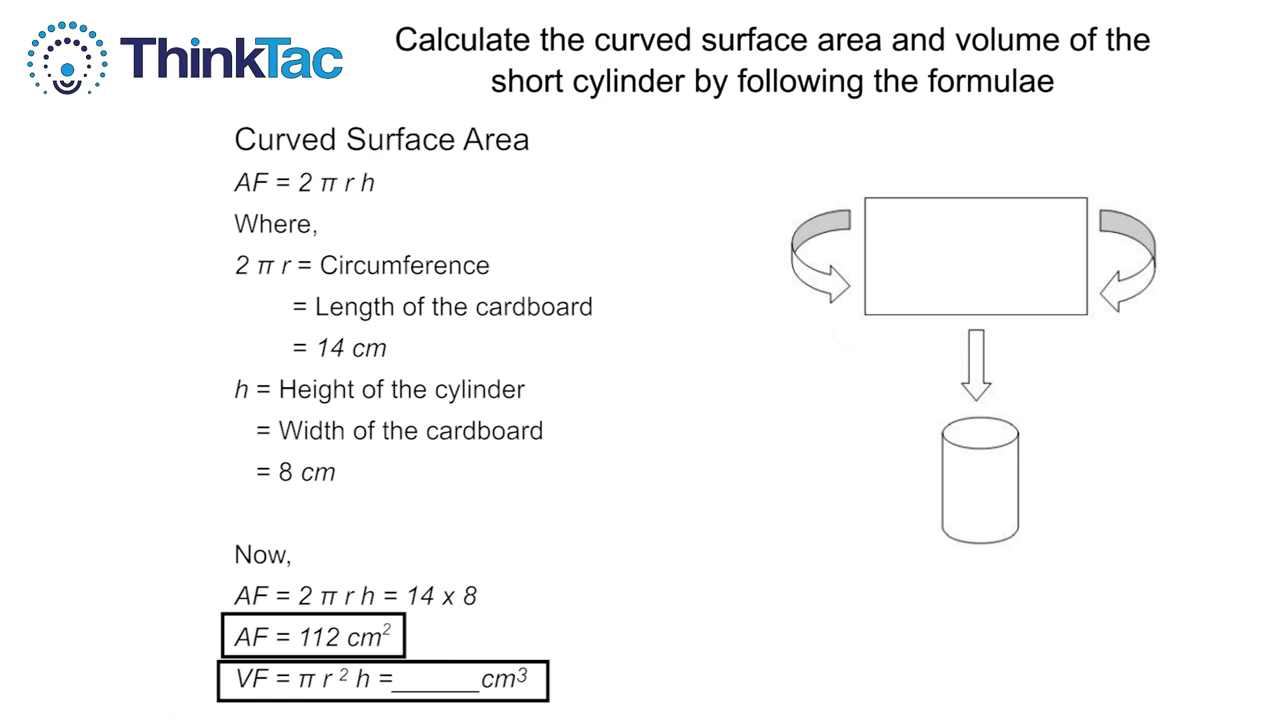 ThinkTac
Calculate the curved surface area and volume of the
short cylinder by following the formulae
Curved Surface Area
AF = 2 π r h
Where,
2 π r = Circumference
= Length of the cardboard
= 14 cm
h = Height of the cylinder
= Width of the cardboard
= 8 cm
Now,
AF = 2 π r h = 14 x 8
AF = 112 cm²
VF = π r ² h =______cm³